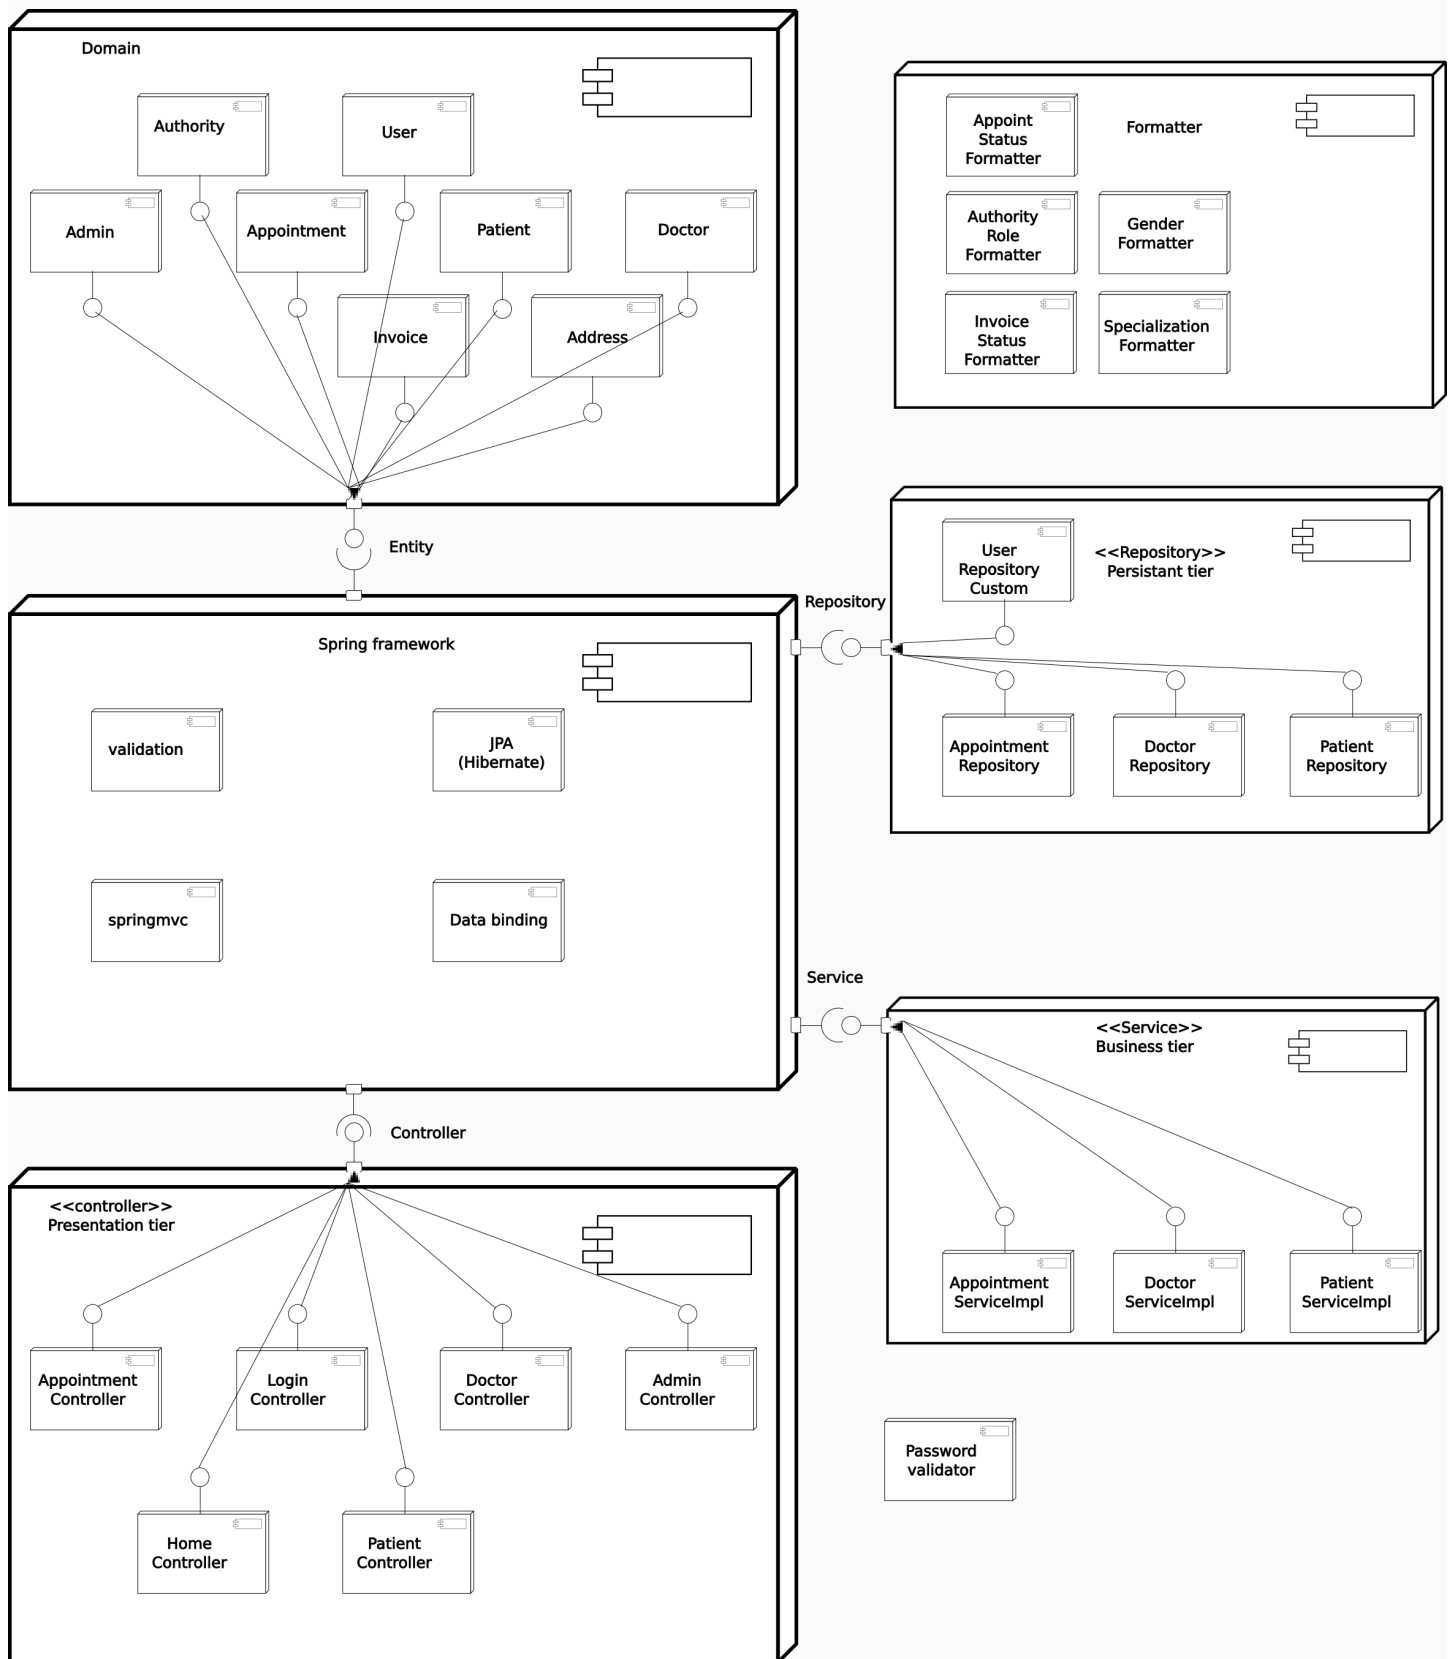 Domain
Authority
User
Admin
Appointment
Patient
Doctor
Invoice
Address
Entity
Appoint
Status
Formatter
Formatter
Authority
Role
Formatter
Gender
Formatter
Invoice
Status
Formatter
Specialization
Formatter
Spring framework
validation
JPA
(Hibernate)
springmvc
Data binding
Repository
User
Repository
Custom
<<Repository>>
Persistant tier
Appointment
Repository
Doctor
Repository
Patient
Repository
Service
<<Service>>
Business tier
Appointment
ServiceImpl
Doctor
ServiceImpl
Patient
ServiceImpl
Controller
<<controller>>
Presentation tier
Appointment
Controller
Login
Controller
Doctor
Controller
Admin
Controller
Home
Controller
Patient
Controller
Password
validator